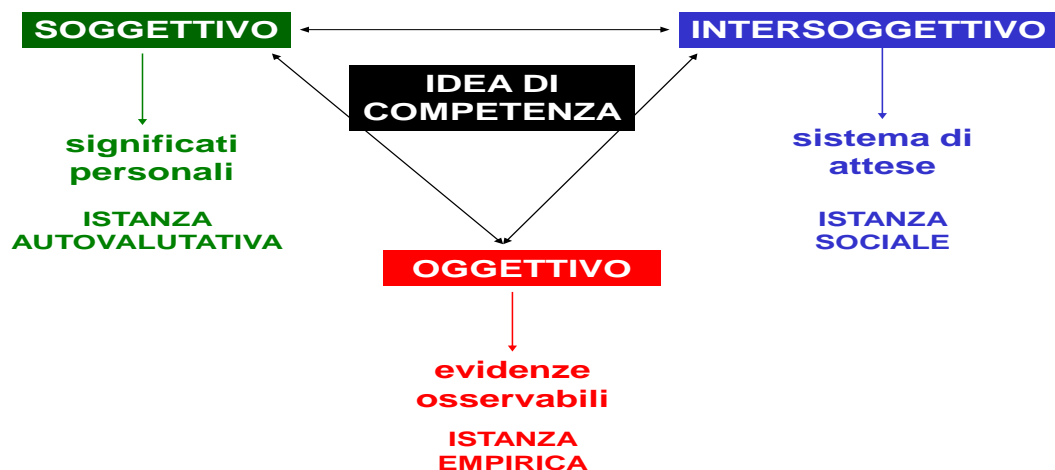 SOGGETTIVO
INTERSOGGETTIVO
IDEA DI
COMPETENZA
significati
personali
ISTANZA
AUTOVALUTATIVA
sistema di
attese
ISTANZA
SOCIALE
OGGETTIVO
evidenze
osservabili
ISTANZA
EMPIRICA